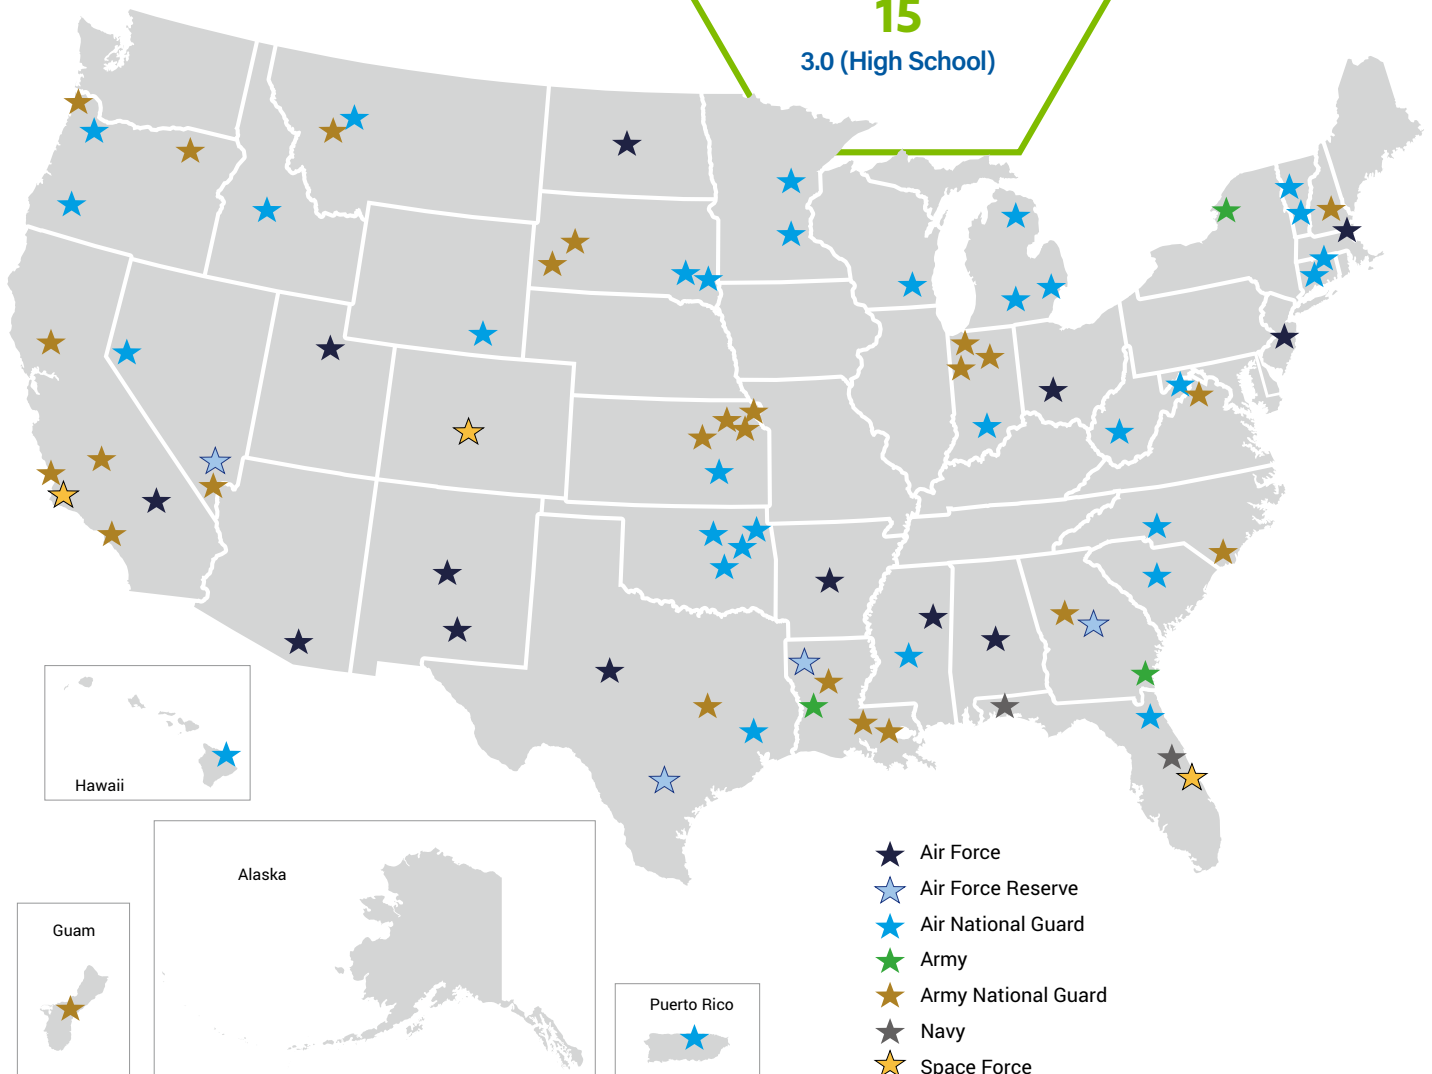 15
3.0 (High School)
Hawaii
Alaska
Guam
Puerto Rico
Air Force
Air Force Reserve
Air National Guard
Army
Army National Guard
Navy
Space Force